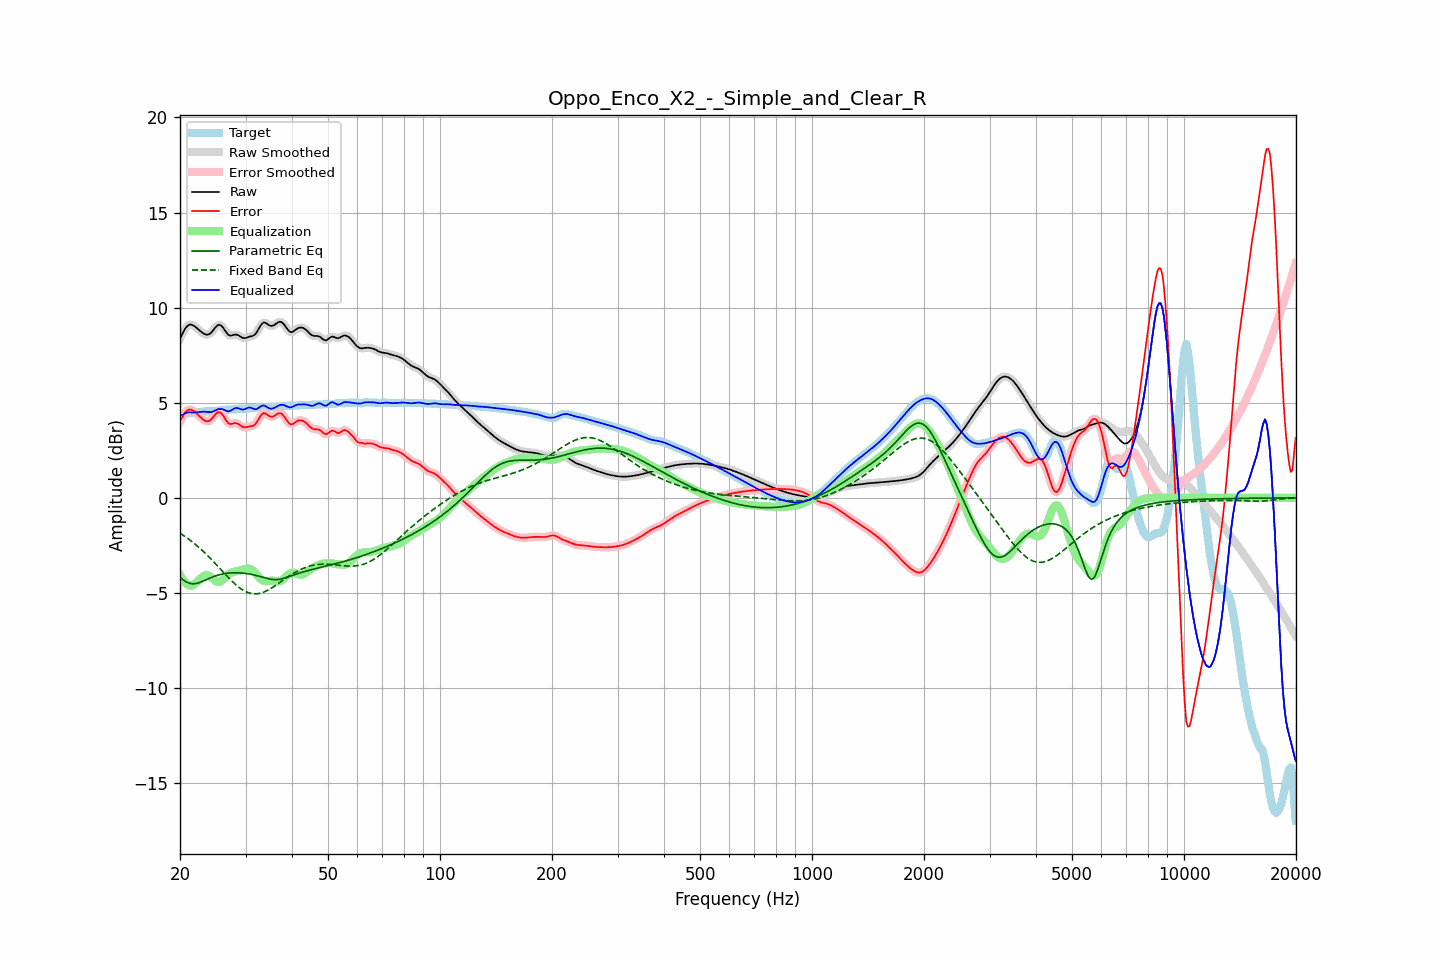 Oppo_Enco_X2_-_Simple_and_Clear_R
Target
Raw Smoothed
Error Smoothed
Raw
Error
Equalization
Parametric Eq
Fixed Band Eq
Equalized
Amplitude (dBr)
20
15
10
5
0
−5
−10
−15
20 50 100 200 500 1000 2000 5000 10000 20000
Frequency (Hz)